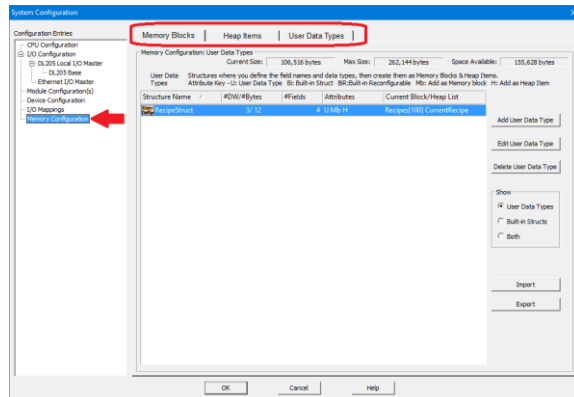 System Configuration
Configuration Entries
CPU Configuration
I/O Configuration
DL205 Local I/O Master
DL205 Base
Ethernet I/O Master
Module Configuration(s)
Device Configuration
I/O Mappings
Memory Configuration
Memory Blocks
Heap Items
User Data Types
Memory Configuration: User Data Types
Current Size: 106,516 bytes Max Size: 262,144 bytes Space Available: 155,628 bytes
User Data Types Structures where you define the field names and data types, then create them as Memory Blocks & Heap Items.
Attribute Key - U: User Data Type B: Built-in Struct BR:Built-in Reconfigurable Mb: Add as Memory block H: Add as Heap Item
Structure Name / #DW/#Bytes #Fields Attributes Current Block/Heap List
RecipeStruct 3/ 12 4 U Mb H Recipes[100] CurrentRecipe
Add User Data Type
Edit User Data Type
Delete User Data Type
Show
User Data Types
Built-in Structs
Both
Import
Export
OK
Cancel
Help